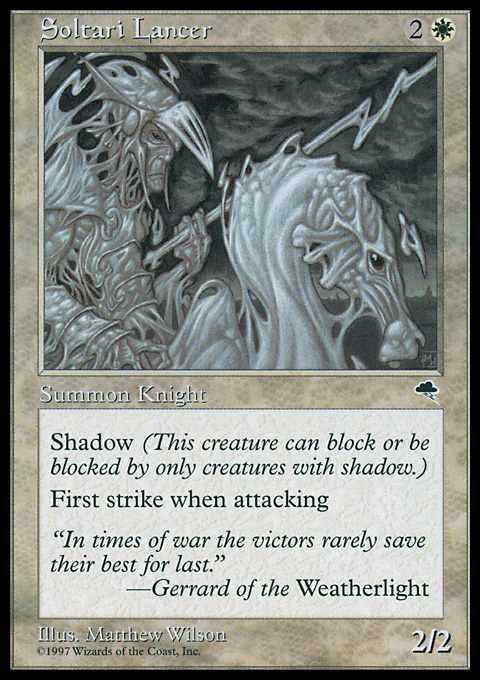 Soltari Lancer 2
Summon Knight
Shadow (This creature can block or be
blocked by only creatures with shadow.)
First strike when attacking
“In times of war the victors rarely save
their best for last.”
—Gerrard of the Weatherlight
Illus. Matthew Wilson
2/2
©1997 Wizards of the Coast, Inc.